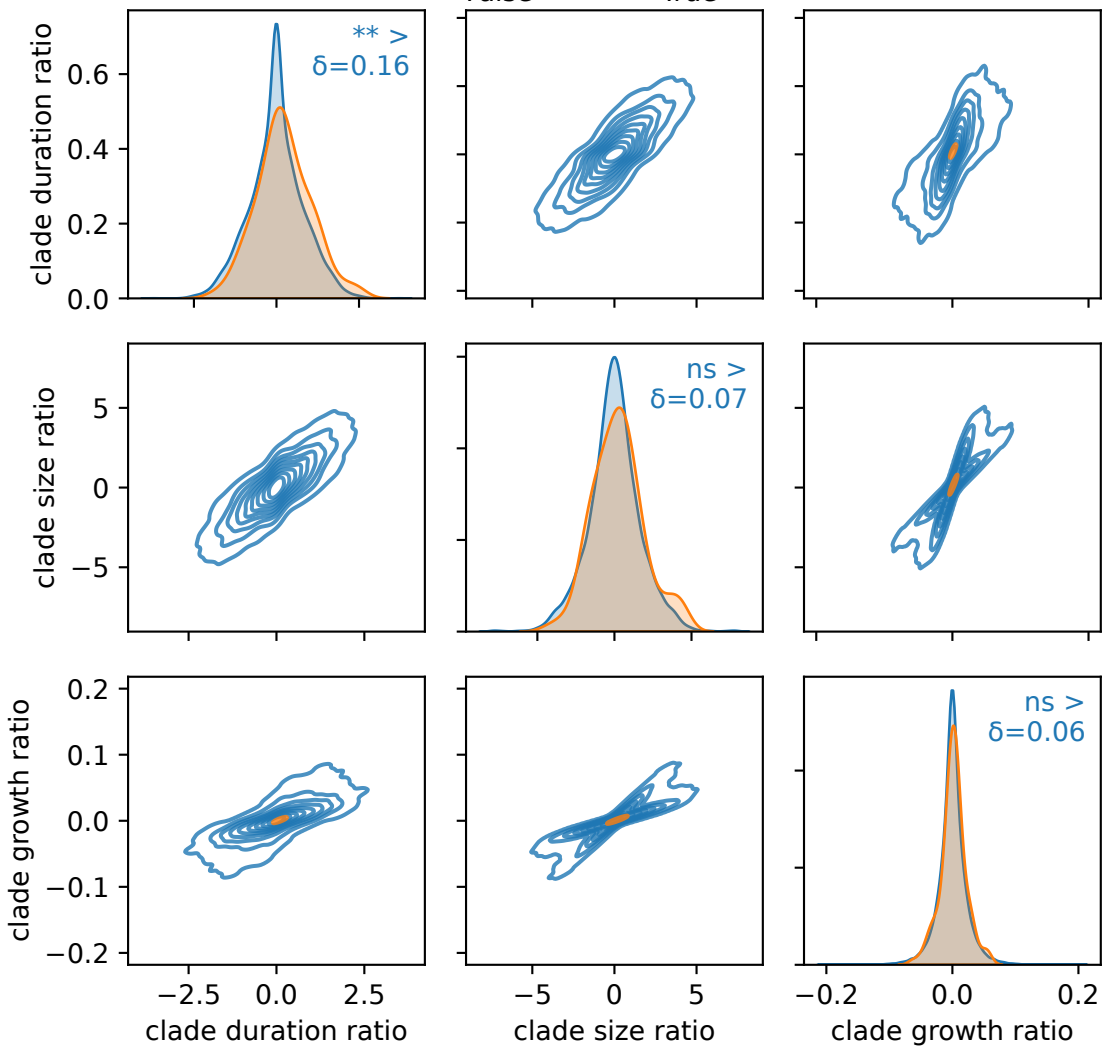 clade duration ratio
0.6
0.4
0.2
0.0
** >
δ=0.16
clade size ratio
5
0
−5
ns >
δ=0.07
clade growth ratio
0.2
0.1
0.0
−0.1
−0.2
ns >
δ=0.06
−2.5 0.0 2.5
−5 0 5
−0.2 0.0 0.2
clade duration ratio
clade size ratio
clade growth ratio